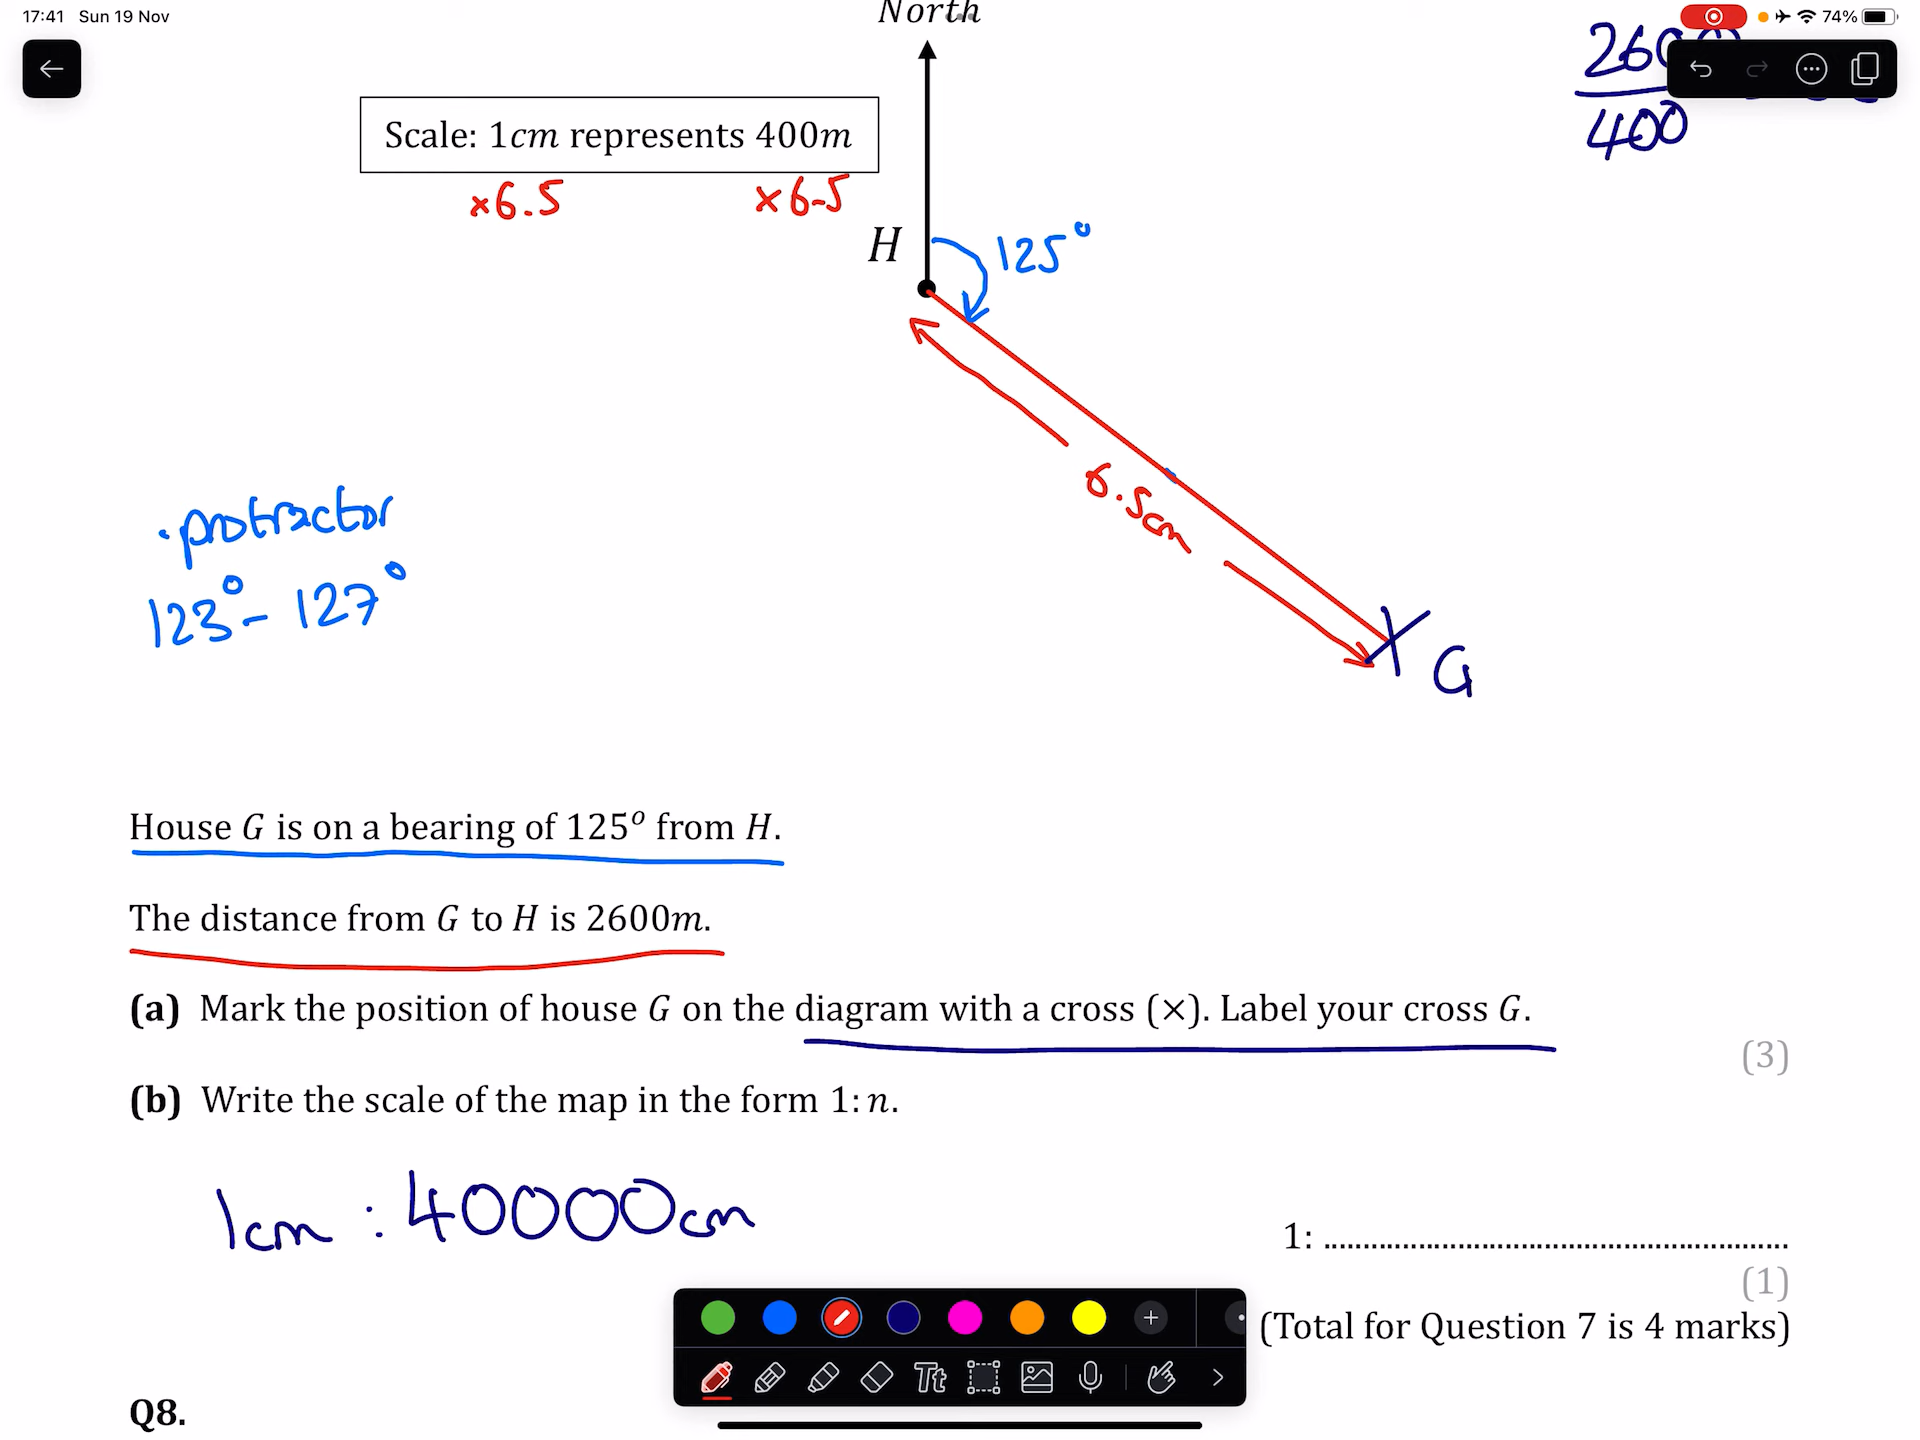 17:41 Sun 19 Nov
74%
North
Scale: 1cm represents 400m
×6.5 ×6.5
400
H
125°
6.5cm
G
·protractor
123° - 127°
House G is on a bearing of 125° from H.
The distance from G to H is 2600m.
(a) Mark the position of house G on the diagram with a cross (×). Label your cross G.
(3)
(b) Write the scale of the map in the form 1: n.
1cm : 40000cm
1: ............................................................
(1)
(Total for Question 7 is 4 marks)
Tt
Q8.